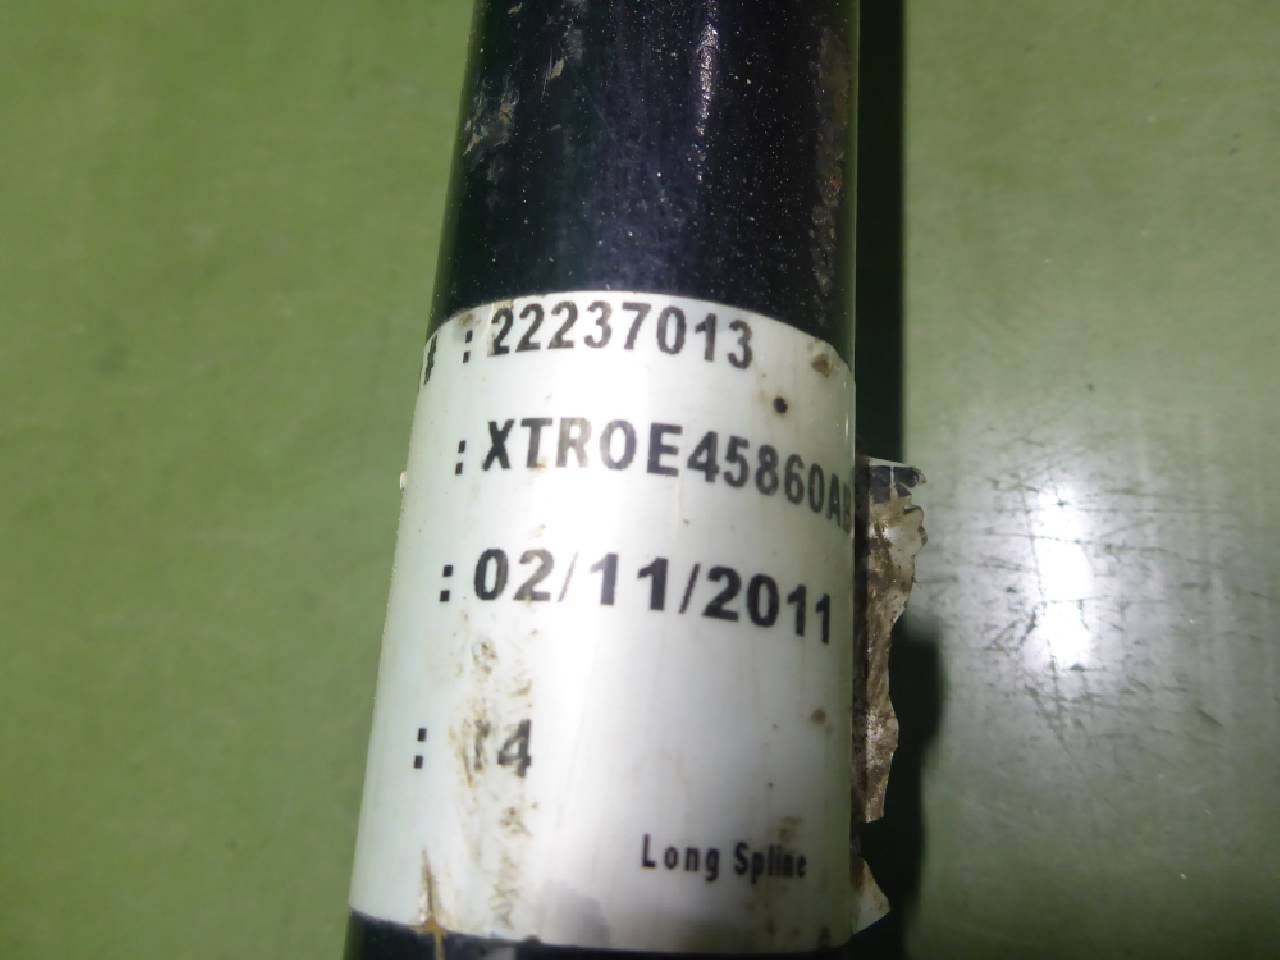 # : 22237013
: XTROE45860AB
: 02/11/2011
: 14
Long Spline